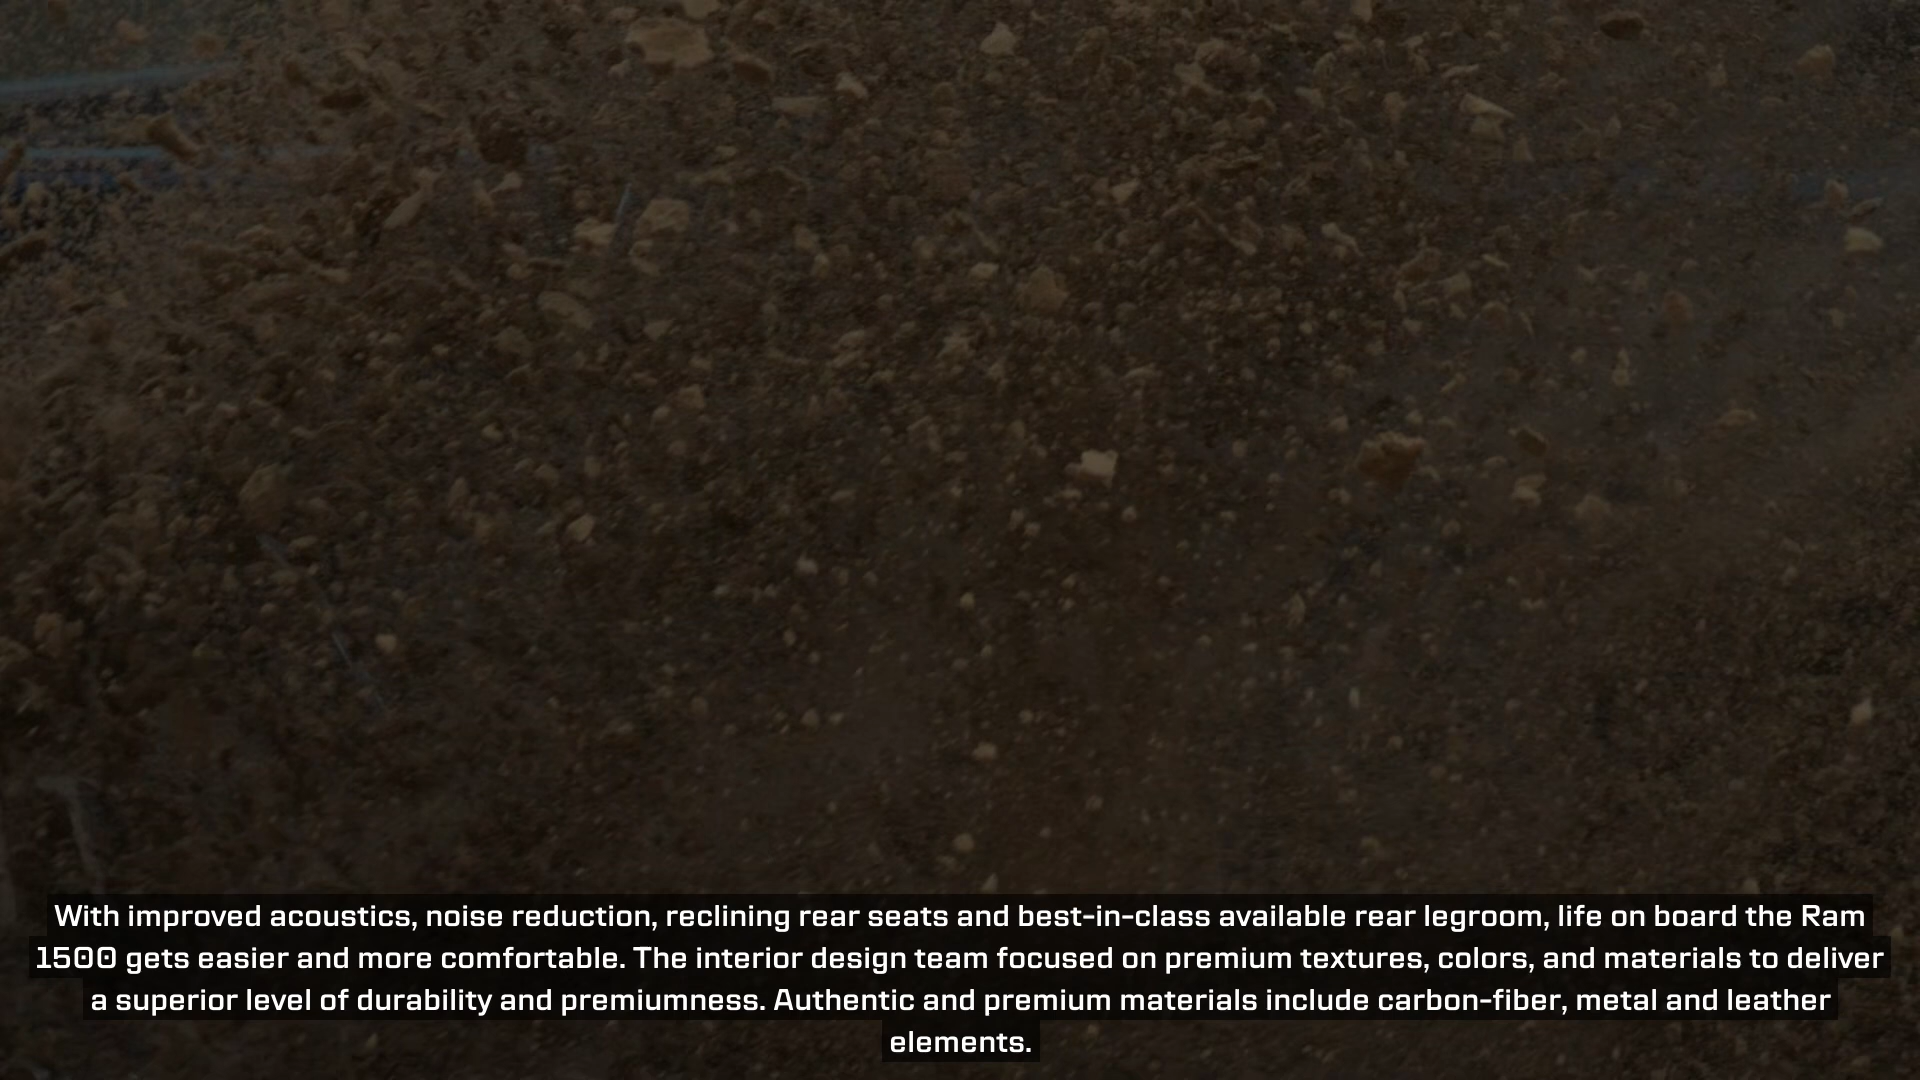 With improved acoustics, noise reduction, reclining rear seats and best-in-class available rear legroom, life on board the Ram
1500 gets easier and more comfortable. The interior design team focused on premium textures, colors, and materials to deliver
a superior level of durability and premiumness. Authentic and premium materials include carbon-fiber, metal and leather
elements.